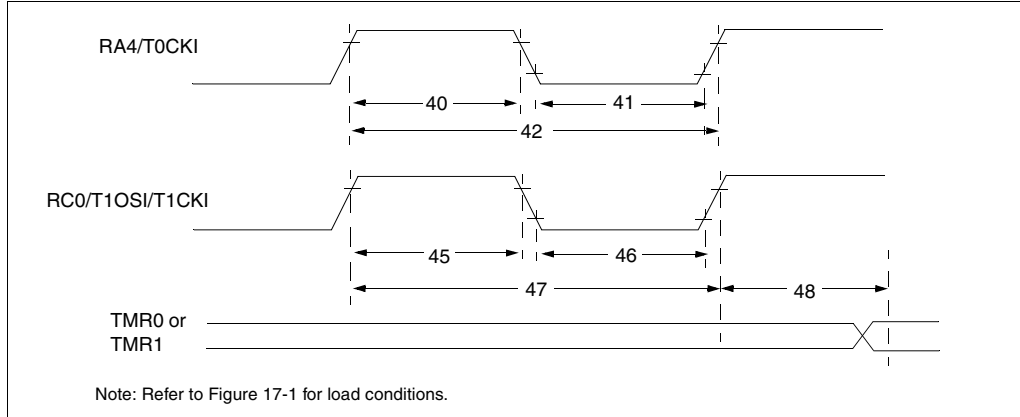 RA4/T0CKI
40
41
42
RC0/T1OSI/T1CKI
45
46
47
48
TMR0 or
TMR1
Note: Refer to Figure 17-1 for load conditions.